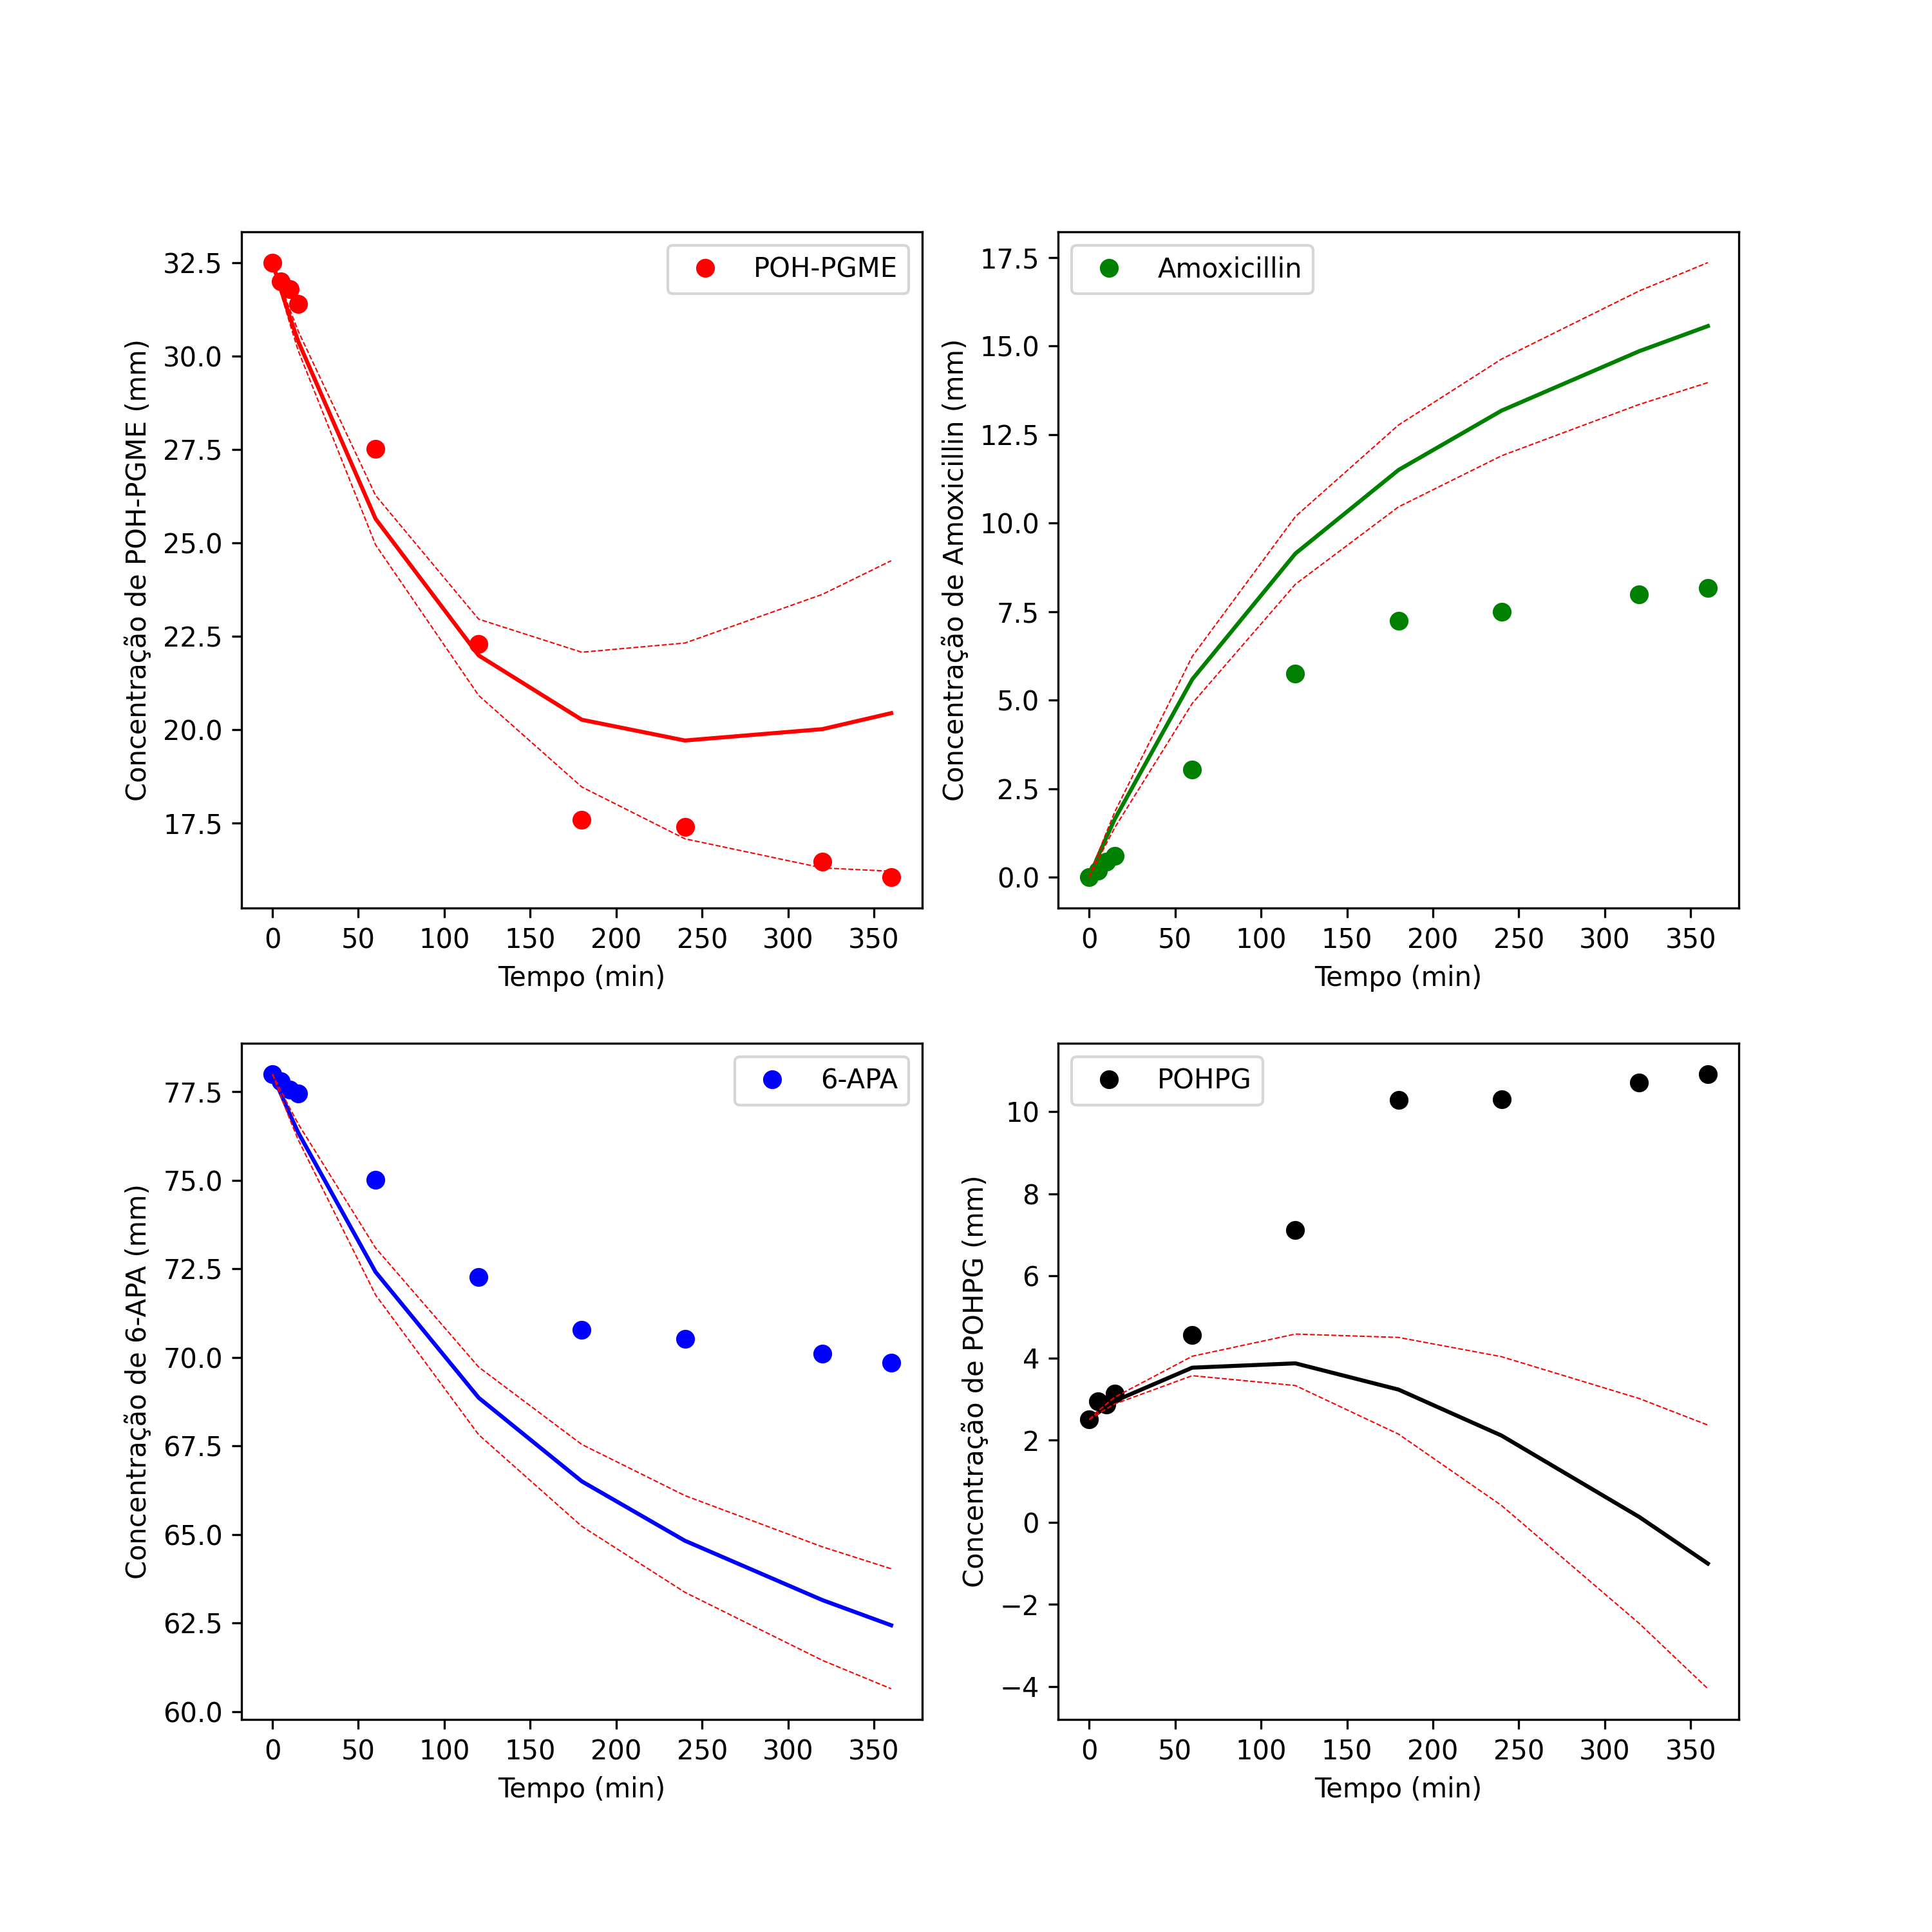 POH-PGME
Concentração de POH-PGME (mm)
32.5
30.0
27.5
25.0
22.5
20.0
17.5
0 50 100 150 200 250 300 350
Tempo (min)
Amoxicillin
Concentração de Amoxicillin (mm)
17.5
15.0
12.5
10.0
7.5
5.0
2.5
0.0
0 50 100 150 200 250 300 350
Tempo (min)
6-APA
Concentração de 6-APA (mm)
77.5
75.0
72.5
70.0
67.5
65.0
62.5
60.0
0 50 100 150 200 250 300 350
Tempo (min)
POHPG
Concentração de POHPG (mm)
10
8
6
4
2
0
−2
−4
0 50 100 150 200 250 300 350
Tempo (min)